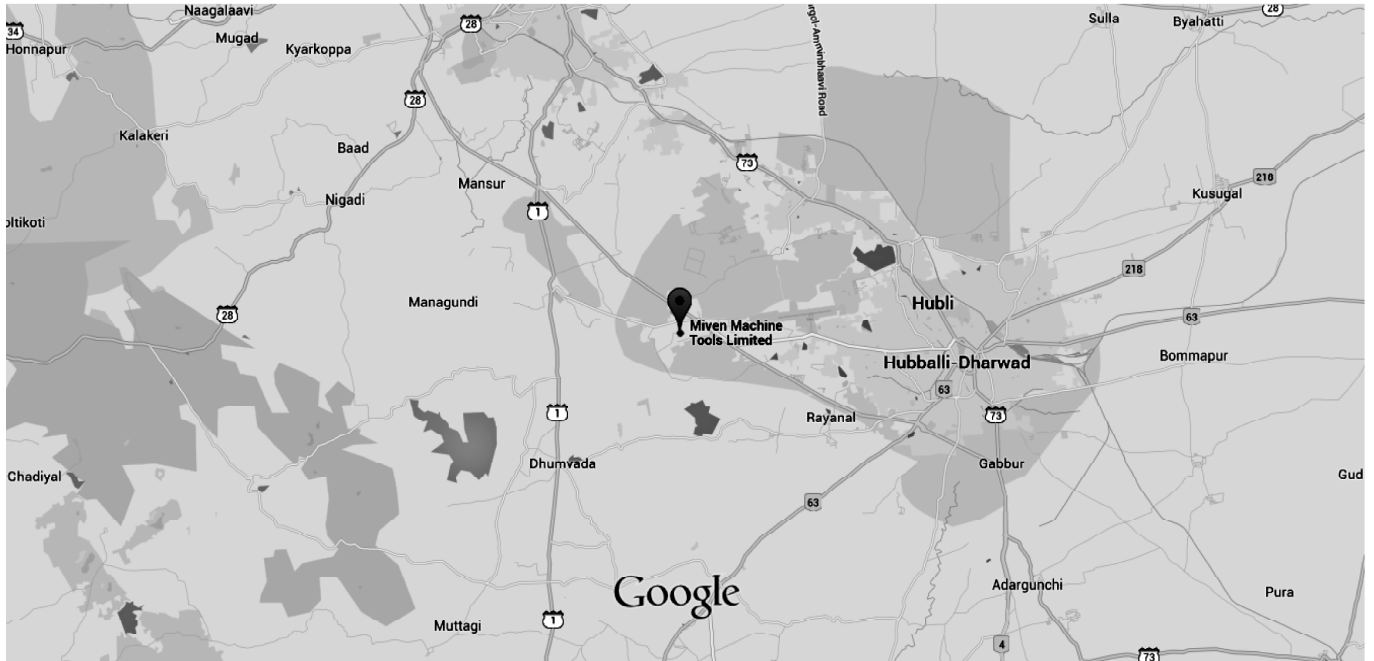 Naagalaavi
28
Sulla
Byahatti
28
34
Mugad
Honnapur
Kyarkoppa
28
Kalakeri
Baad
73
Mansur
210
Nigadi
Kusugal
1
oltikoti
218
Managundi
Hubli
28
63
Miven Machine
Tools Limited
Bommapur
Hubballi-Dharwad
63
1
73
Rayanal
Dhumvada
Gabbur
Ghadiyal
Gud
63
Google
Adargunchi
Pura
Muttagi
1
4
73